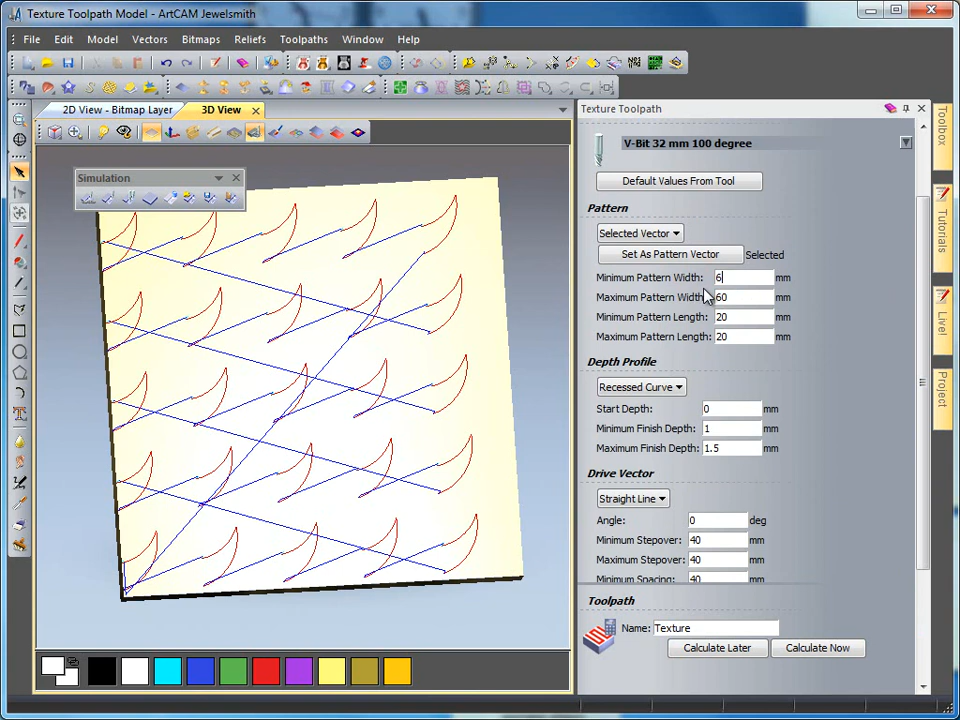 Texture Toolpath Model - ArtCAM Jewelsmith
File Edit Model Vectors Bitmaps Reliefs Toolpaths Window Help
2D View - Bitmap Layer 3D View
Simulation
Texture Toolpath
V-Bit 32 mm 100 degree
Default Values From Tool
Pattern
Selected Vector
Set As Pattern Vector Selected
Minimum Pattern Width: 6 mm
Maximum Pattern Width: 60 mm
Minimum Pattern Length: 20 mm
Maximum Pattern Length: 20 mm
Depth Profile
Recessed Curve
Start Depth: 0 mm
Minimum Finish Depth: 1 mm
Maximum Finish Depth: 1.5 mm
Drive Vector
Straight Line
Angle: 0 deg
Minimum Stepover: 40 mm
Maximum Stepover: 40 mm
Minimum Spacing: 40 mm
Toolpath
Name: Texture
Calculate Later Calculate Now
Toolbox
Tutorials
Live!
Project